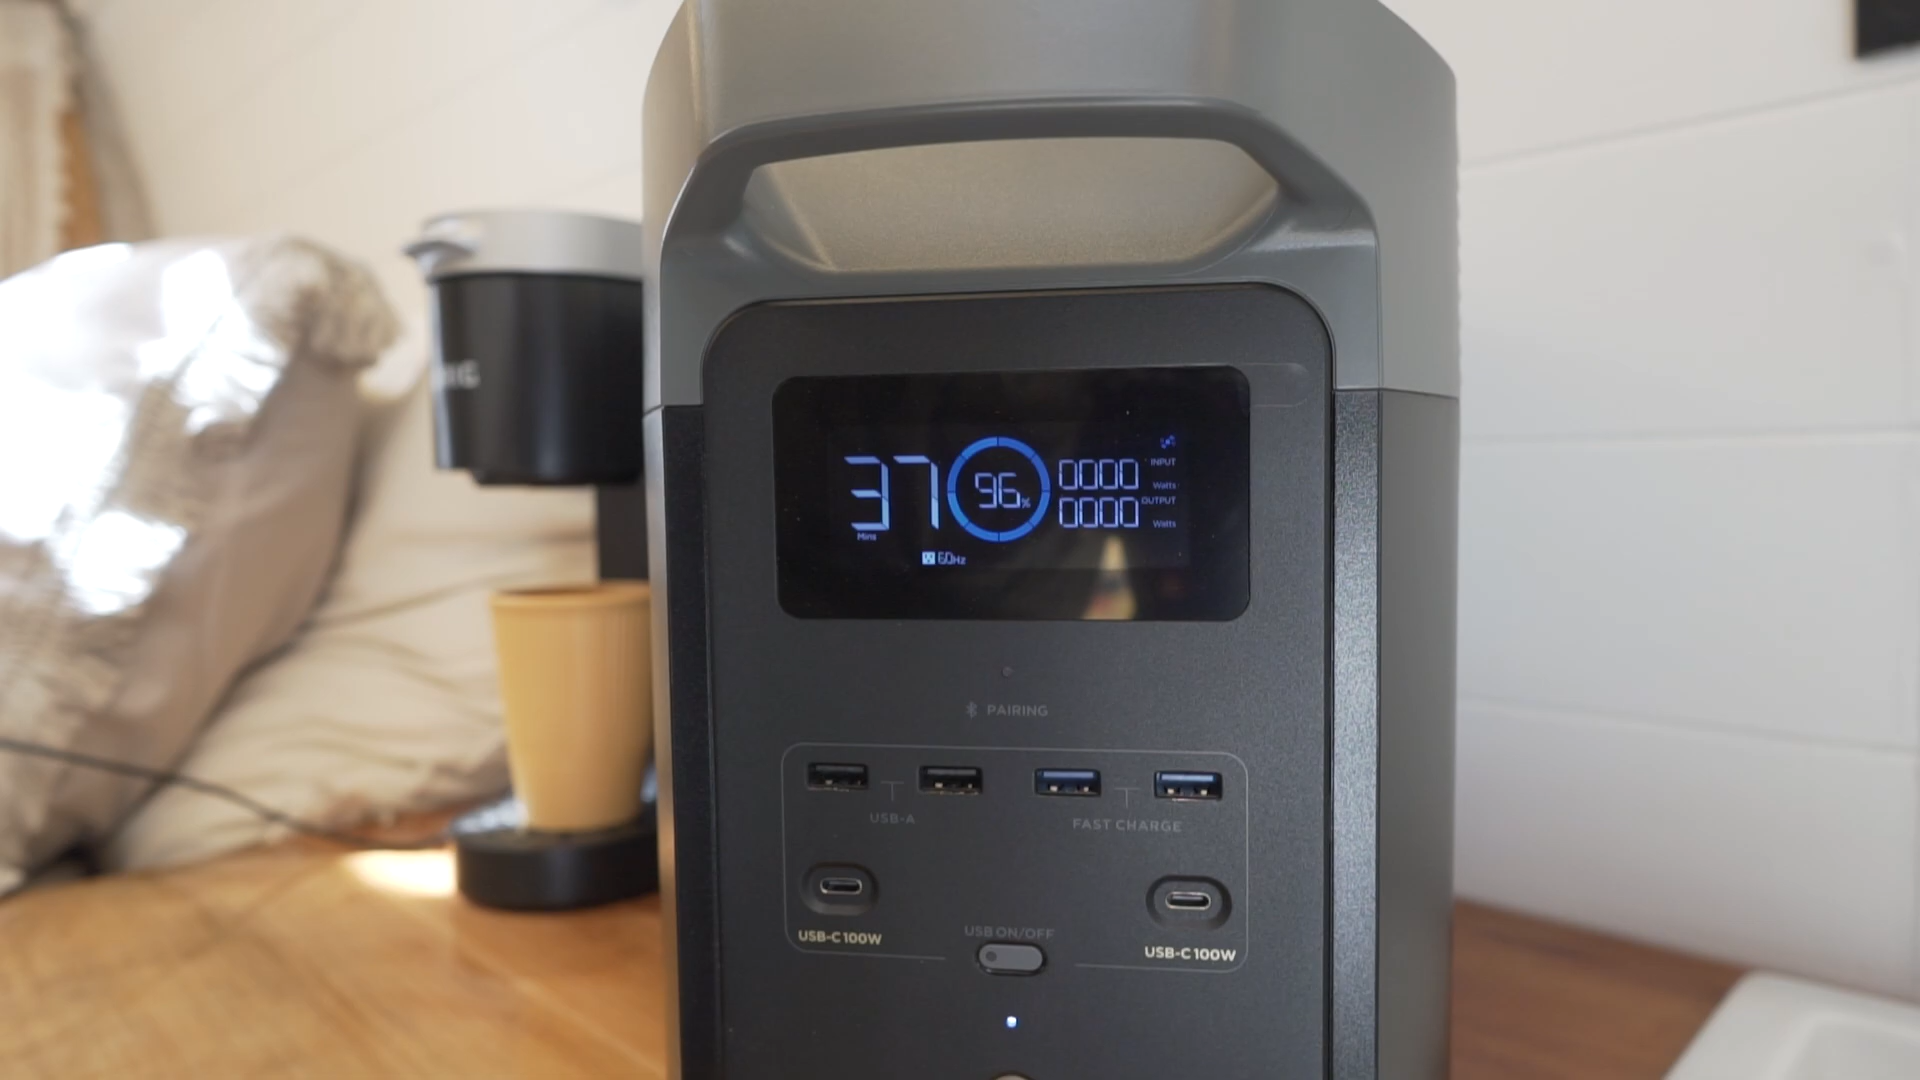 37
Mins
96%
0000
INPUT
Watts
0000
OUTPUT
Watts
60Hz
PAIRING
USB-A
FAST CHARGE
USB-C 100W
USB ON/OFF
USB-C 100W